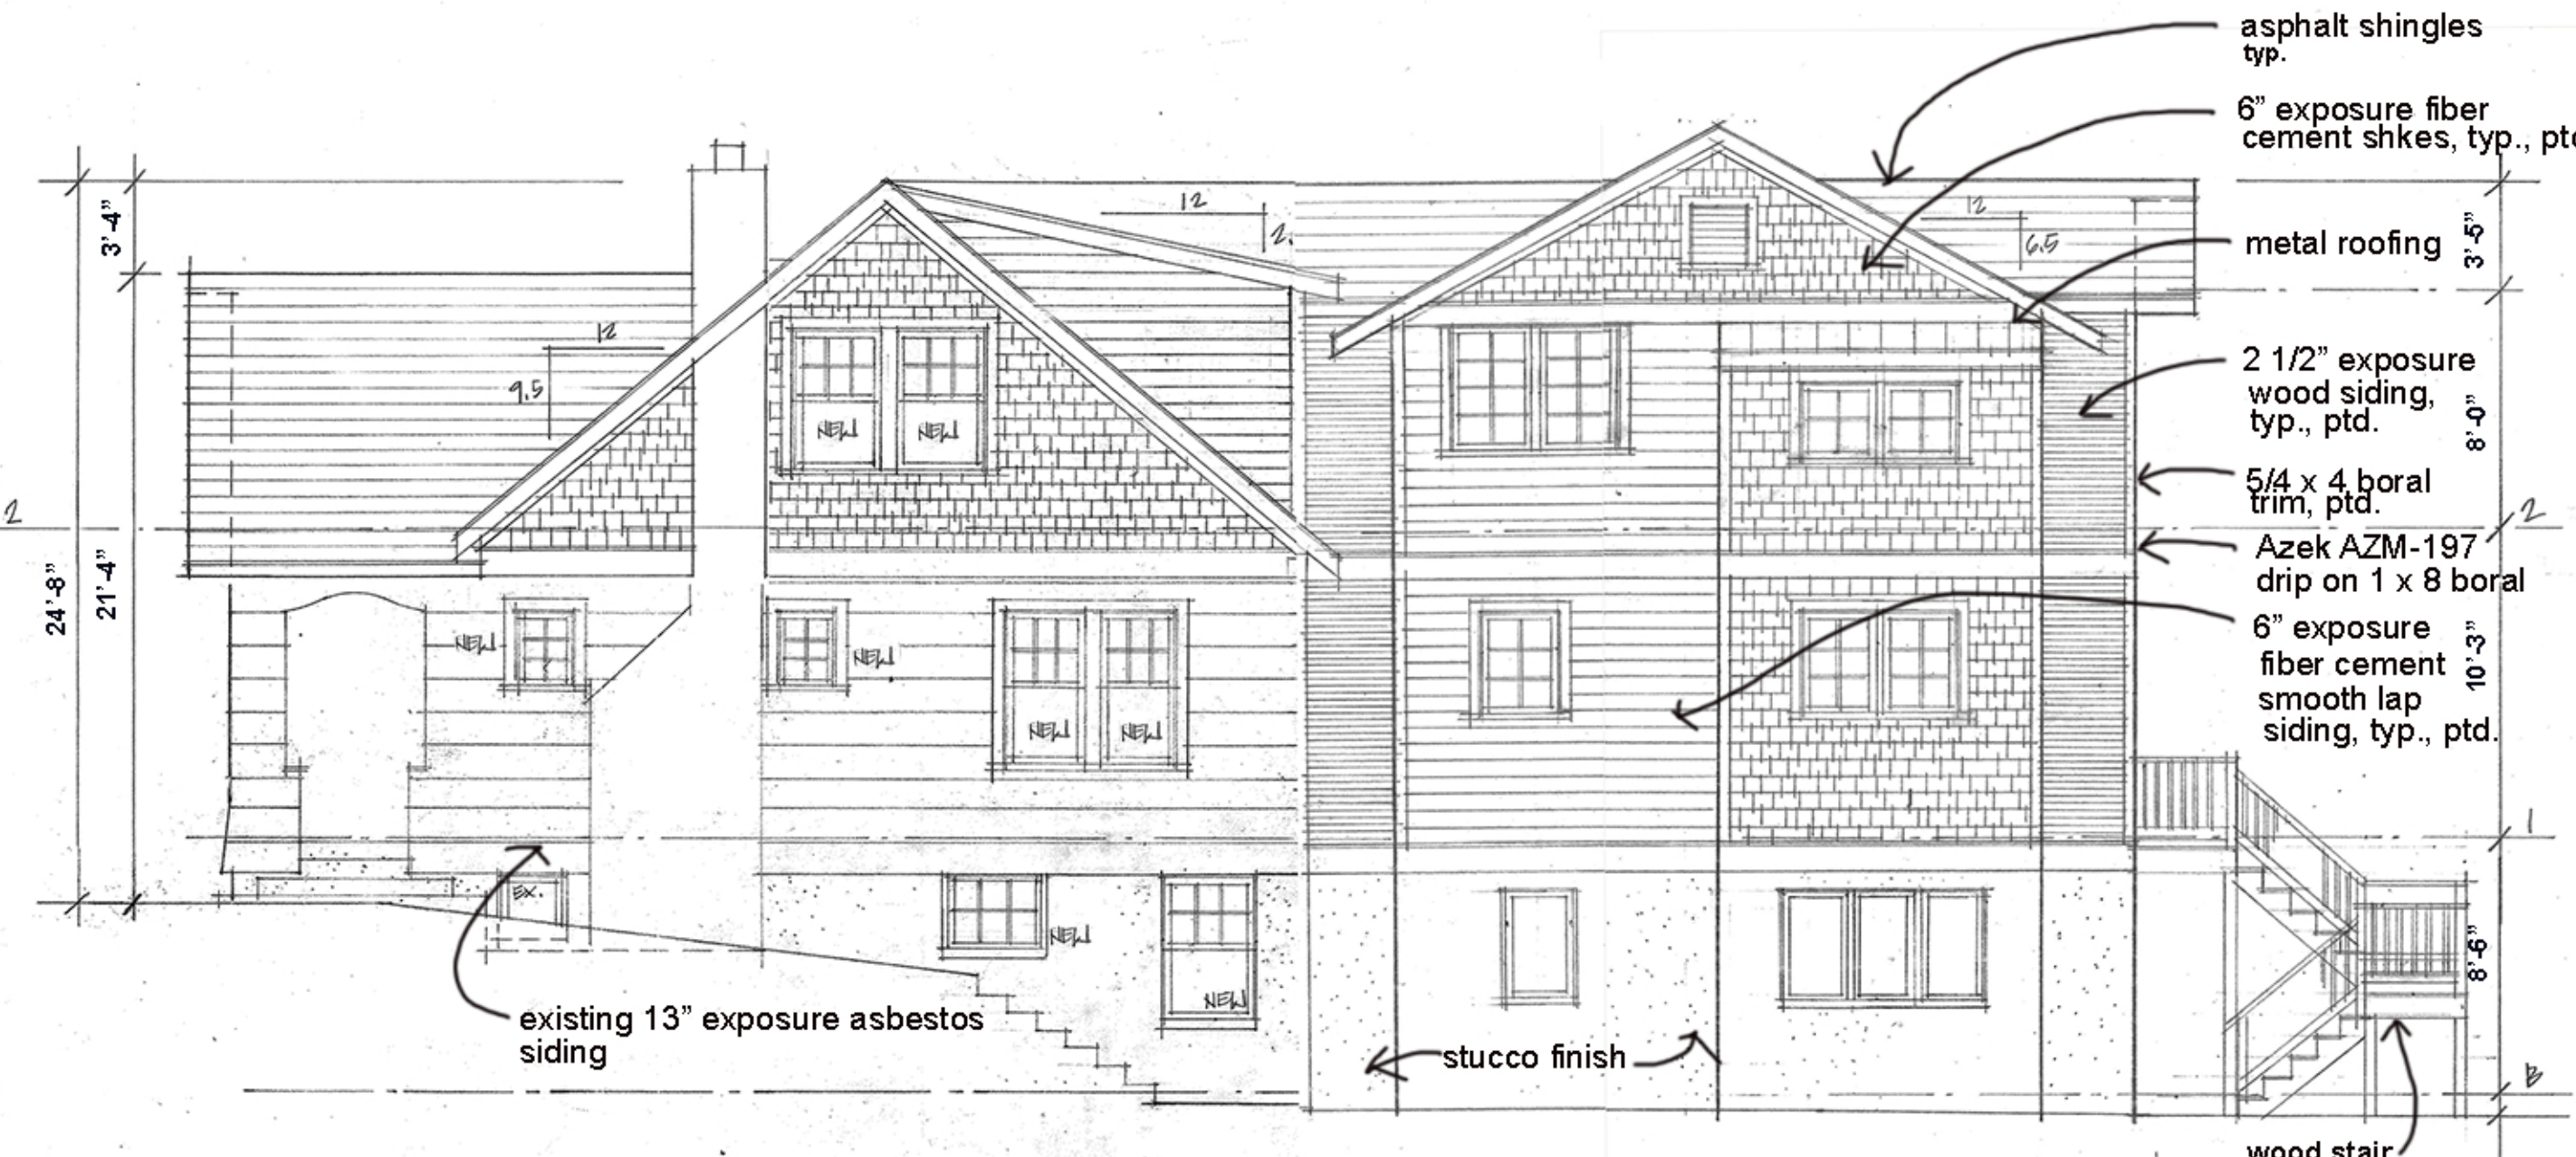 asphalt shingles
typ.
6” exposure fiber
cement shkes, typ., ptd
metal roofing
2 1/2” exposure
wood siding,
typ., ptd.
5/4 x 4 boral
trim, ptd.
Azek AZM-197
drip on 1 x 8 boral
6” exposure
fiber cement
smooth lap
siding, typ., ptd.
wood stair
stucco finish
existing 13” exposure asbestos
siding
3’-4”
24’-8”
21’-4”
3’-5”
8’-0”
10’-3”
8’-6”
2
2
1
B
12
9.5
12
2.
12
6.5
NEW
NEW
NEW
NEW
NEW
NEW
NEW
NEW
EX.